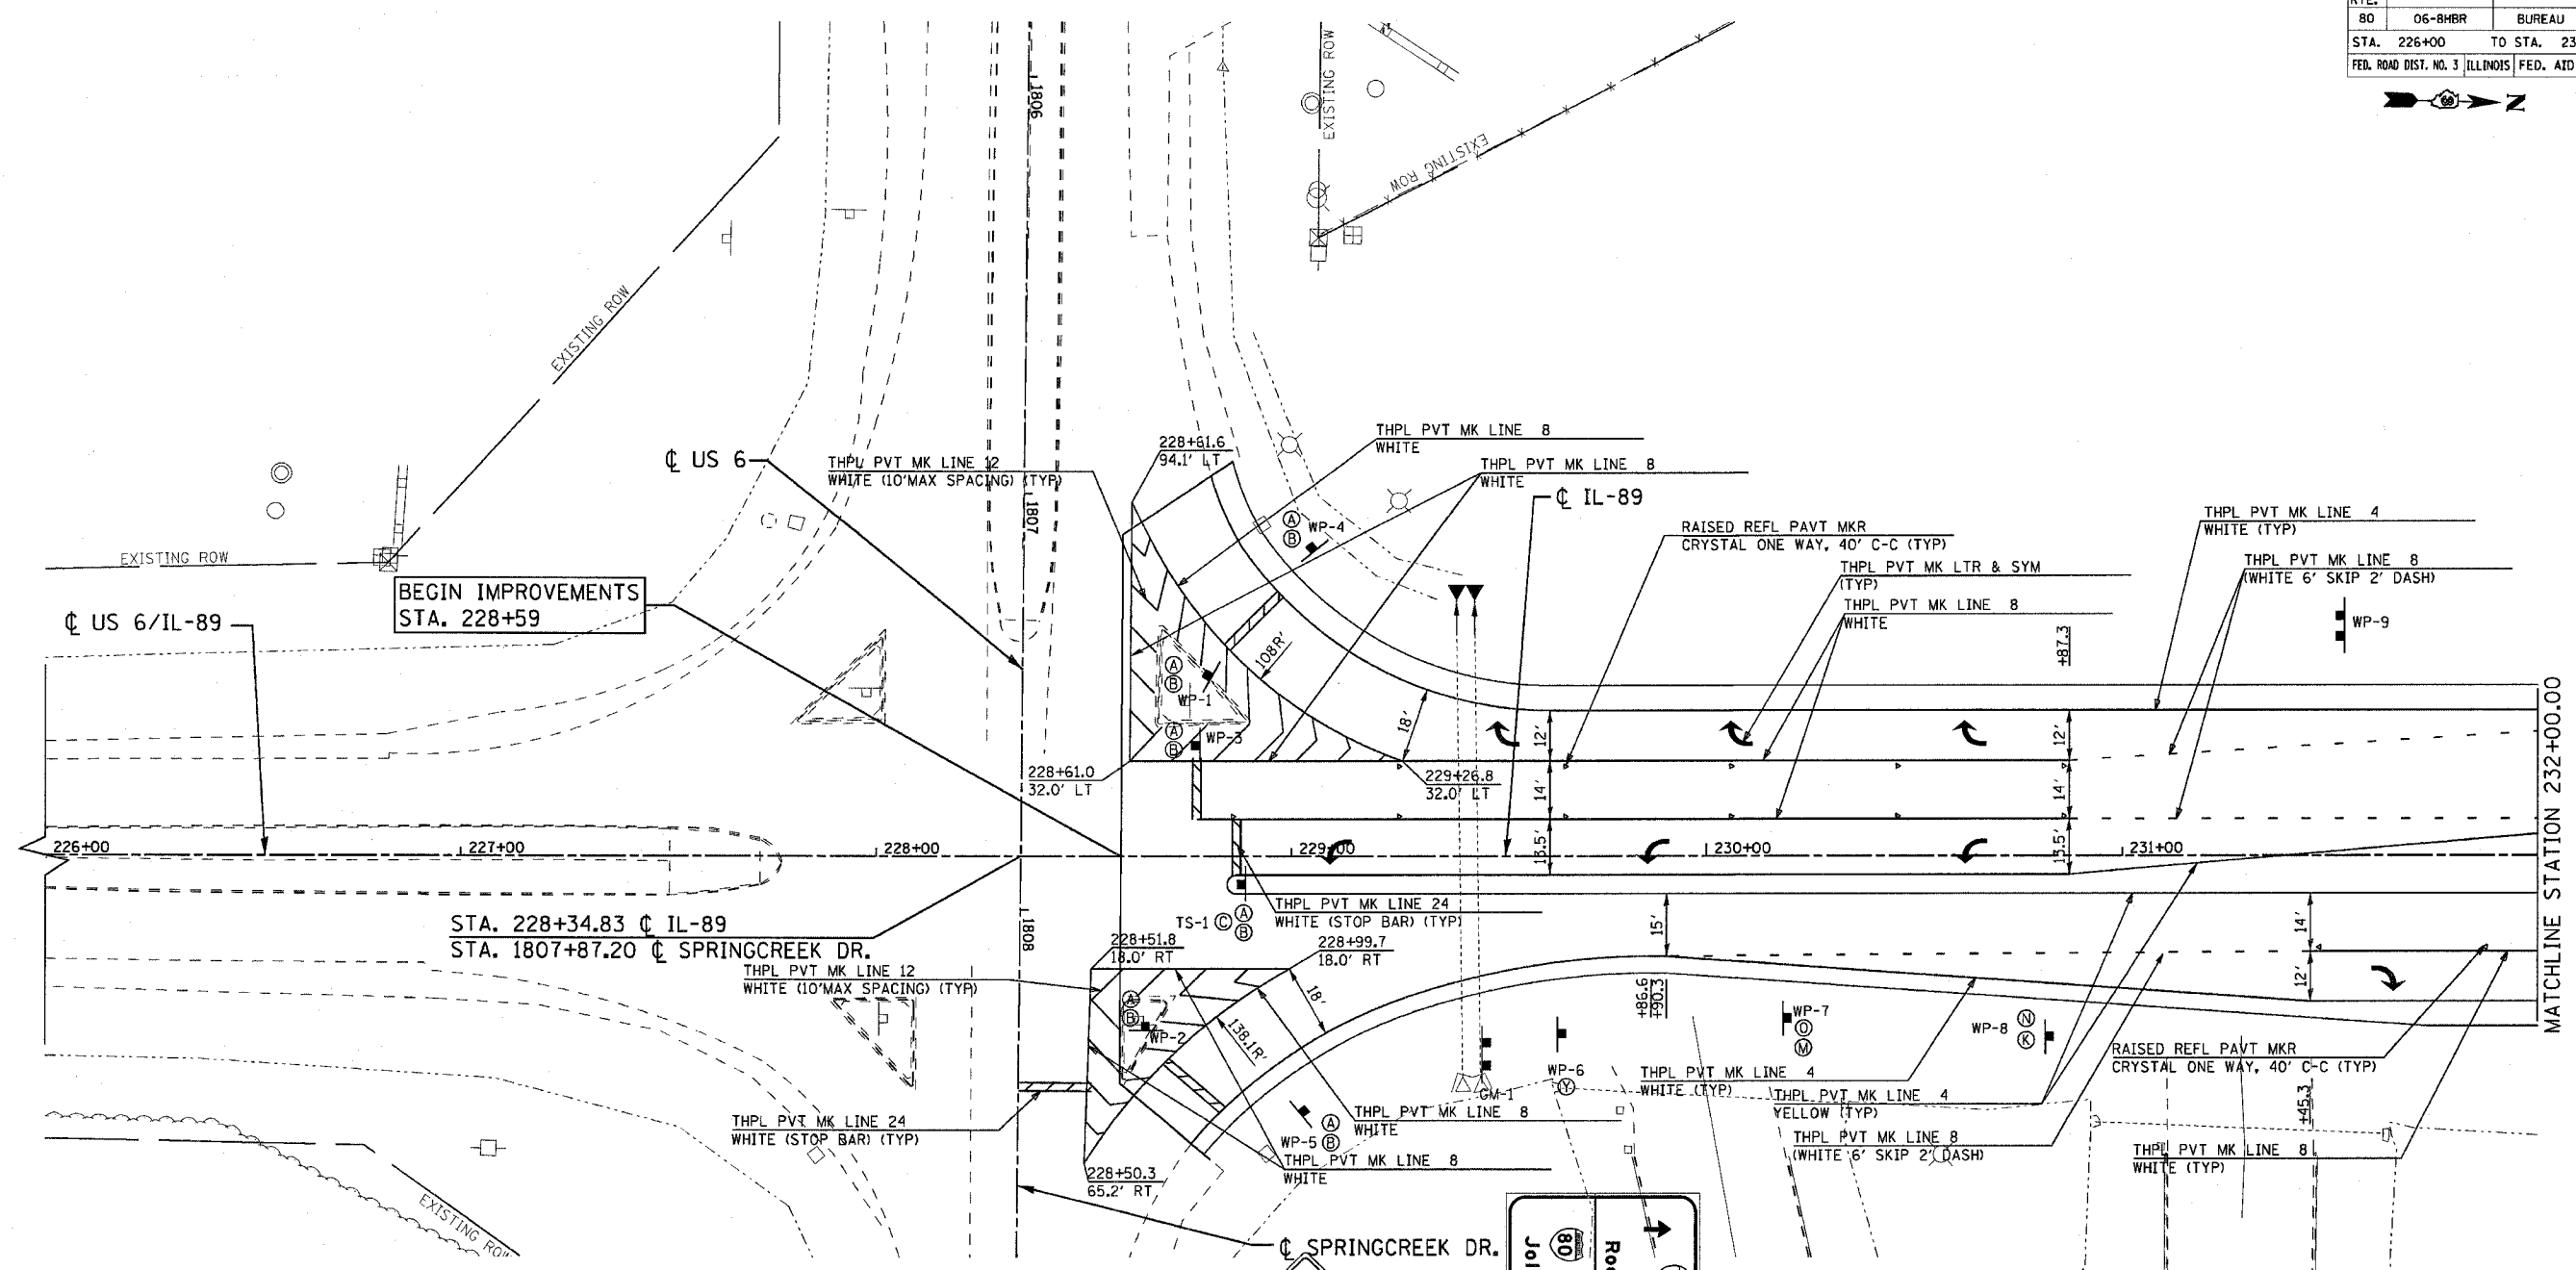 RTE.
80 06-8HBR BUREAU
STA. 226+00 TO STA. 23
FED. ROAD DIST. NO. 3 ILLINOIS FED. AID
N
1806
EXISTING ROW
EXISTING ROW
EXISTING ROW
EXISTING ROW
℄ US 6
THPL PVT MK LINE 12
WHITE (10'MAX SPACING) (TYP)
228+61.6
94.1' LT
THPL PVT MK LINE 8
WHITE
THPL PVT MK LINE 8
WHITE
℄ IL-89
1807
A
B
WP-4
RAISED REFL PAVT MKR
CRYSTAL ONE WAY, 40' C-C (TYP)
THPL PVT MK LINE 4
WHITE (TYP)
THPL PVT MK LINE 8
(WHITE 6' SKIP 2' DASH)
THPL PVT MK LTR & SYM
(TYP)
THPL PVT MK LINE 8
WHITE
WP-9
BEGIN IMPROVEMENTS
STA. 228+59
℄ US 6/IL-89
A
B
WP-1
108R'
+87.3
A
B
WP-3
18'
12'
12'
228+61.0
32.0' LT
229+26.8
32.0' LT
14'
14'
13.5'
13.5'
226+00
227+00
228+00
229+00
230+00
231+00
MATCHLINE STATION 232+00.00
STA. 228+34.83 ℄ IL-89
STA. 1807+87.20 ℄ SPRINGCREEK DR.
1808
TS-1 C A
B
THPL PVT MK LINE 24
WHITE (STOP BAR) (TYP)
228+51.8
18.0' RT
228+99.7
18.0' RT
15'
14'
12'
THPL PVT MK LINE 12
WHITE (10'MAX SPACING) (TYP)
A
B
WP-2
18'
138.1R'
+86.6
+90.3
WP-7
O
M
WP-8
N
K
GM-1
WP-6
Y
RAISED REFL PAVT MKR
CRYSTAL ONE WAY, 40' C-C (TYP)
+45.3
THPL PVT MK LINE 4
WHITE (TYP)
THPL PVT MK LINE 4
YELLOW (TYP)
THPL PVT MK LINE 24
WHITE (STOP BAR) (TYP)
WP-5
A
B
THPL PVT MK LINE 8
WHITE
THPL PVT MK LINE 8
WHITE
THPL PVT MK LINE 8
(WHITE 6' SKIP 2' DASH)
THPL PVT MK LINE 8
WHITE (TYP)
228+50.3
65.2' RT
EXISTING ROW
℄ SPRINGCREEK DR.
80